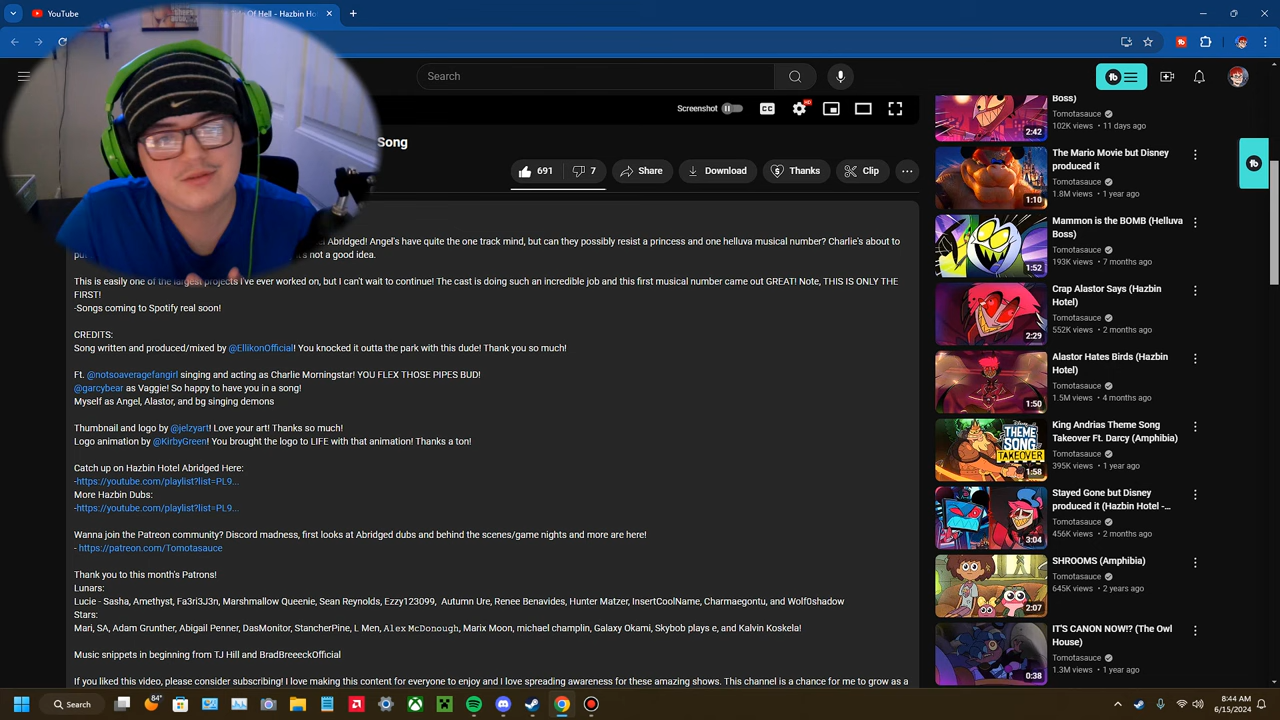 YouTube
Of Hell - Hazbin Ho
Search
Screenshot
CC
HD
Song
691
7
Share
Download
Thanks
Clip
Abridged! Angel's have quite the one track mind, but can they possibly resist a princess and one helluva musical number? Charlie's about to
not a good idea.
This is easily one of the largest projects I've ever worked on, but I can't wait to continue! The cast is doing such an incredible job and this first musical number came out GREAT! Note, THIS IS ONLY THE
FIRST!
-Songs coming to Spotify real soon!
CREDITS:
Song written and produced/mixed by @EllikonOfficial! You knocked it outta the park with this dude! Thank you so much!
Ft. @notsoaveragefangirl singing and acting as Charlie Morningstar! YOU FLEX THOSE PIPES BUD!
@garcybear as Vaggie! So happy to have you in a song!
Myself as Angel, Alastor, and bg singing demons
Thumbnail and logo by @jelzyart! Love your art! Thanks so much!
Logo animation by @KirbyGreen! You brought the logo to LIFE with that animation! Thanks a ton!
Catch up on Hazbin Hotel Abridged Here:
-https://youtube.com/playlist?list=PL9...
More Hazbin Dubs:
-https://youtube.com/playlist?list=PL9...
Wanna join the Patreon community? Discord madness, first looks at Abridged dubs and behind the scenes/game nights and more are here!
- https://patreon.com/Tomotasauce
Thank you to this month's Patrons!
Lunars:
Lucie - Sasha, Amethyst, Fa3ri3J3n, Marshmallow Queenie, Ian Reynolds, Ezzy123099, Autumn Ure, Renee Benavides, Hunter Matzer, InsertCoolName, Charmaegontu, and Wolf0shadow
Stars:
Mari, SA, Adam Grunther, Abigail Penner, DasMonitor, StancherPine, L Men, Alex McDonough, Marix Moon, michael champlin, Galaxy Okami, Skybob plays e, and Kalvin Koskela!
Music snippets in beginning from TJ Hill and BradBreeeckOfficial
If you liked this video, please consider subscribing! I love making this content for everyone to enjoy and I love spreading awareness for these amazing shows. This channel is a chance for me to grow as a
Boss)
Tomotasauce
102K views • 11 days ago
2:42
The Mario Movie but Disney
produced it
Tomotasauce
1.8M views • 1 year ago
1:10
Mammon is the BOMB (Helluva
Boss)
Tomotasauce
193K views • 7 months ago
1:52
Crap Alastor Says (Hazbin
Hotel)
Tomotasauce
552K views • 2 months ago
2:29
Alastor Hates Birds (Hazbin
Hotel)
Tomotasauce
1.5M views • 4 months ago
1:50
King Andrias Theme Song
Takeover Ft. Darcy (Amphibia)
Tomotasauce
395K views • 1 year ago
THEME
SONG
TAKEOVER
1:58
Stayed Gone but Disney
produced it (Hazbin Hotel -...
Tomotasauce
456K views • 2 months ago
3:04
SHROOMS (Amphibia)
Tomotasauce
645K views • 2 years ago
2:07
IT'S CANON NOW!? (The Owl
House)
Tomotasauce
1.3M views • 1 year ago
0:38
84°
Search
8:44 AM
6/15/2024